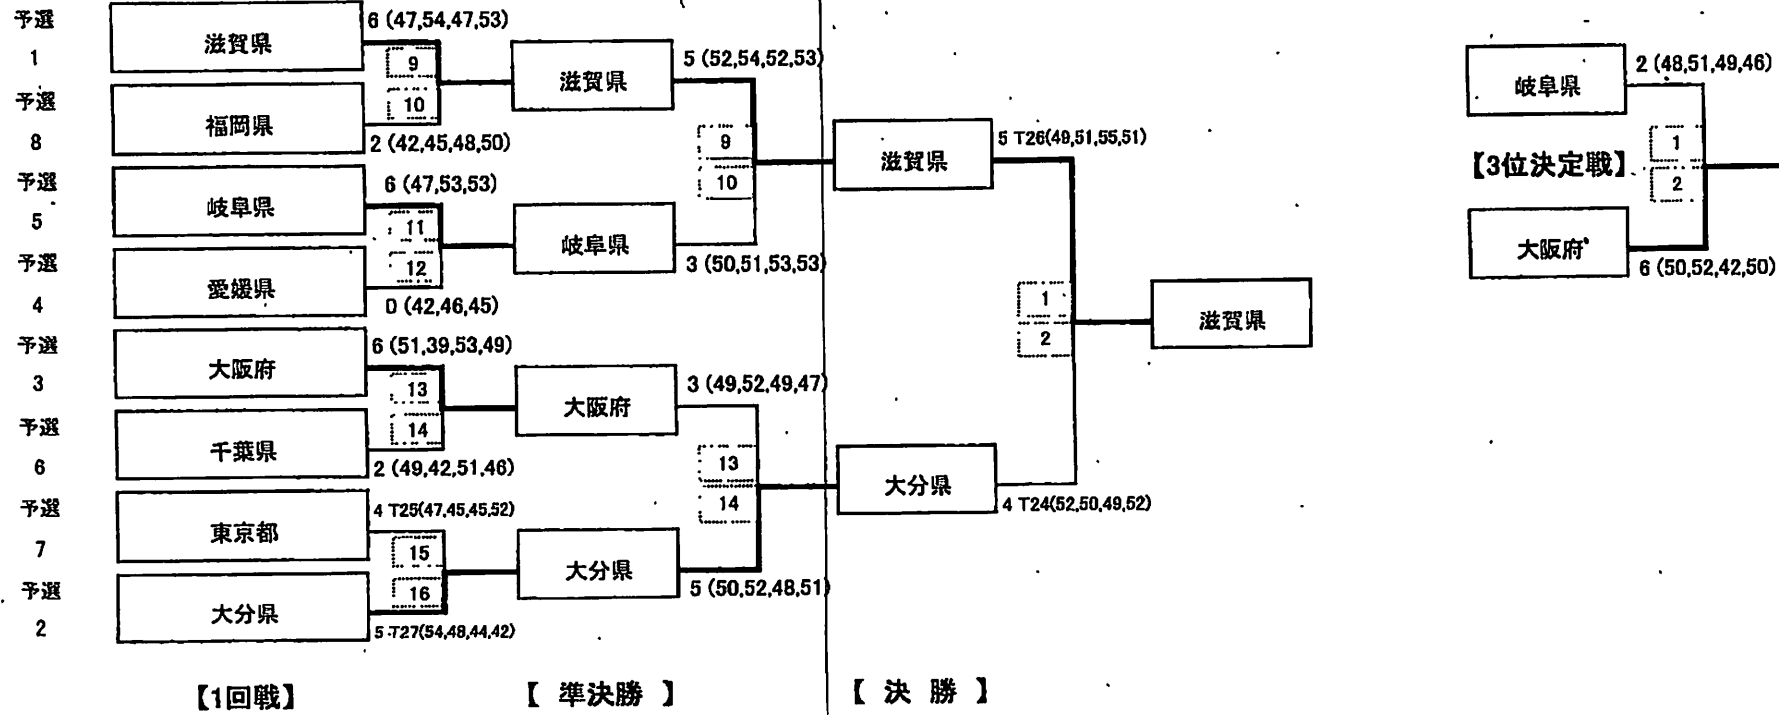 予選
1
滋賀県
6 (47,54,47,53)
9
10
予選
8
福岡県
2 (42,45,48,50)
予選
5
岐阜県
6 (47,53,53)
11
12
予選
4
愛媛県
0 (42,46,45)
予選
3
大阪府
6 (51,39,53,49)
13
14
予選
6
千葉県
2 (49,42,51,46)
予選
7
東京都
4 T25(47,45,45,52)
15
16
予選
2
大分県
5 T27(54,48,44,42)
【1回戦】
滋賀県
5 (52,54,52,53)
9
10
岐阜県
3 (50,51,53,53)
大阪府
3 (49,52,49,47)
13
14
大分県
5 (50,52,48,51)
【 準決勝 】
滋賀県
5 T26(49,51,55,51)
1
2
大分県
4 T24(52,50,49,52)
滋賀県
【 決 勝 】
岐阜県
2 (48,51,49,46)
【3位決定戦】
1
2
大阪府
6 (50,52,42,50)